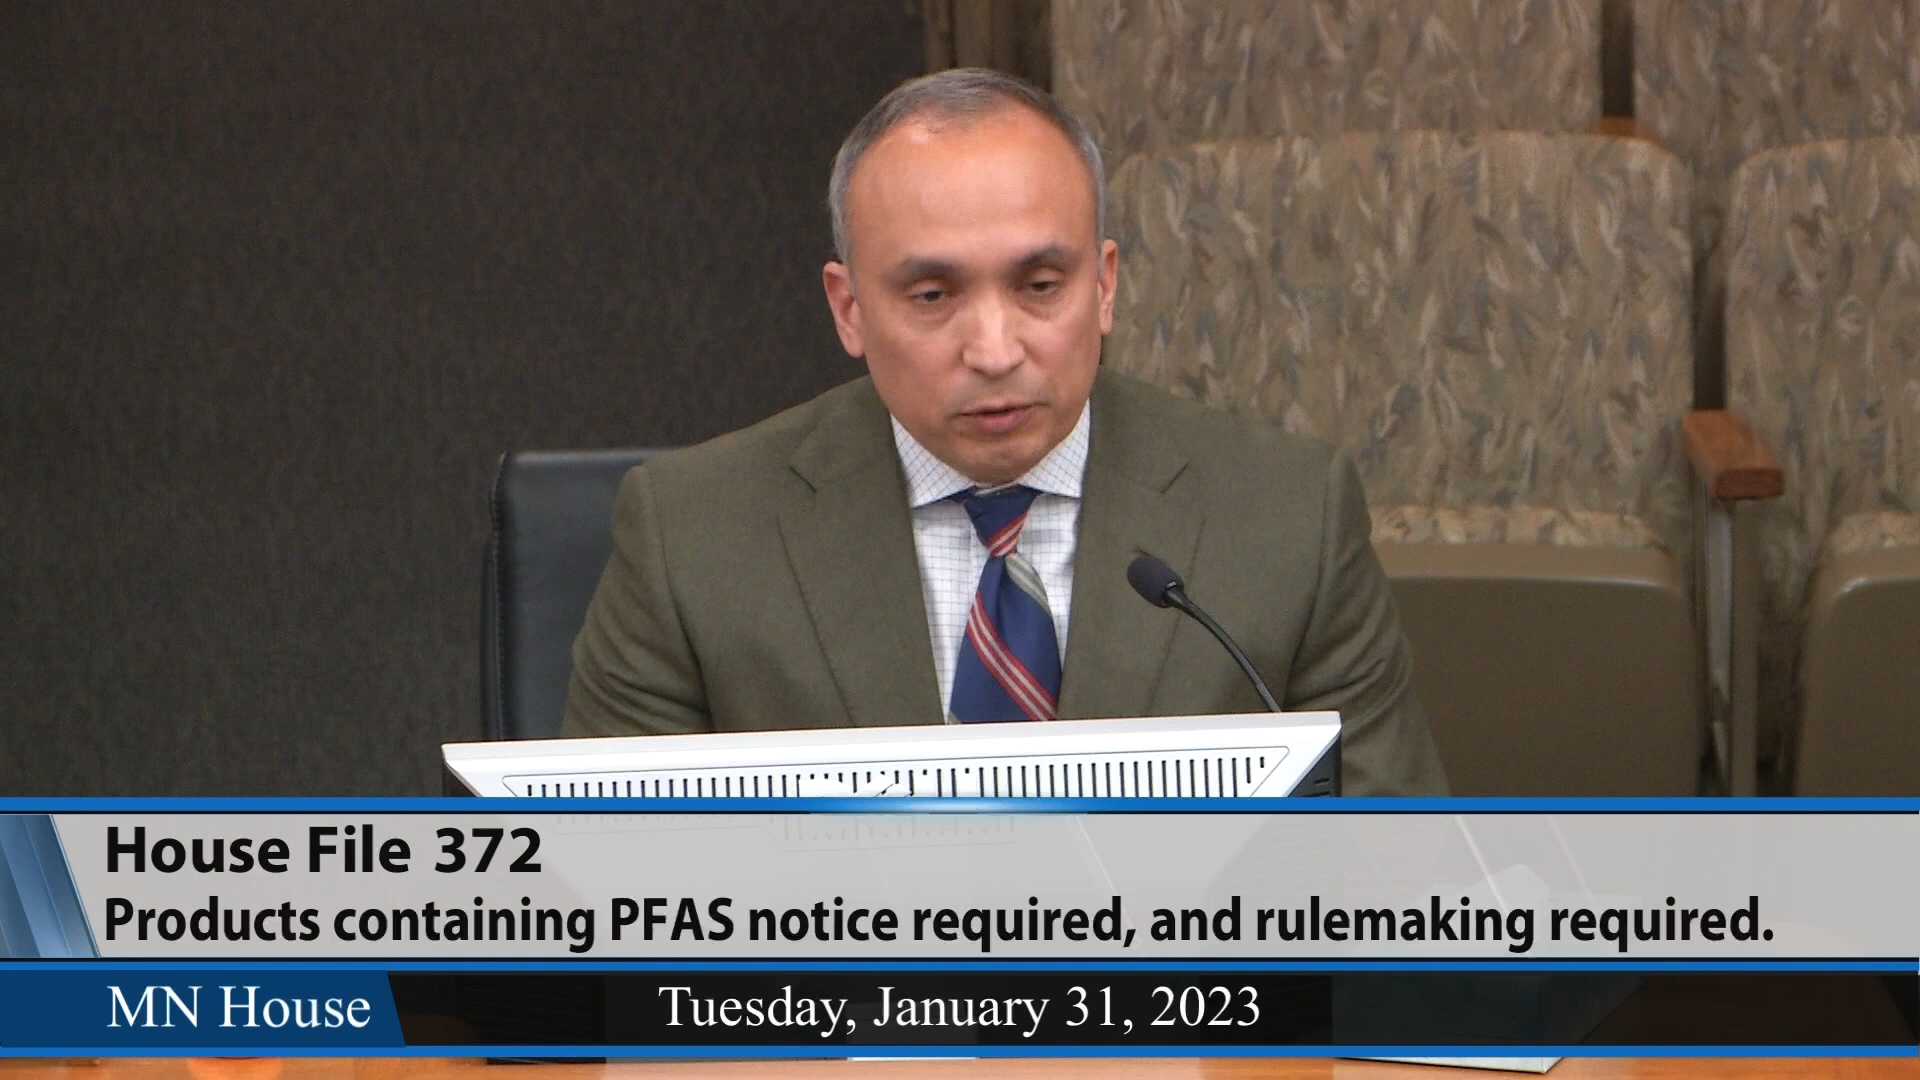 House File 372
Products containing PFAS notice required, and rulemaking required.
MN House
Tuesday, January 31, 2023